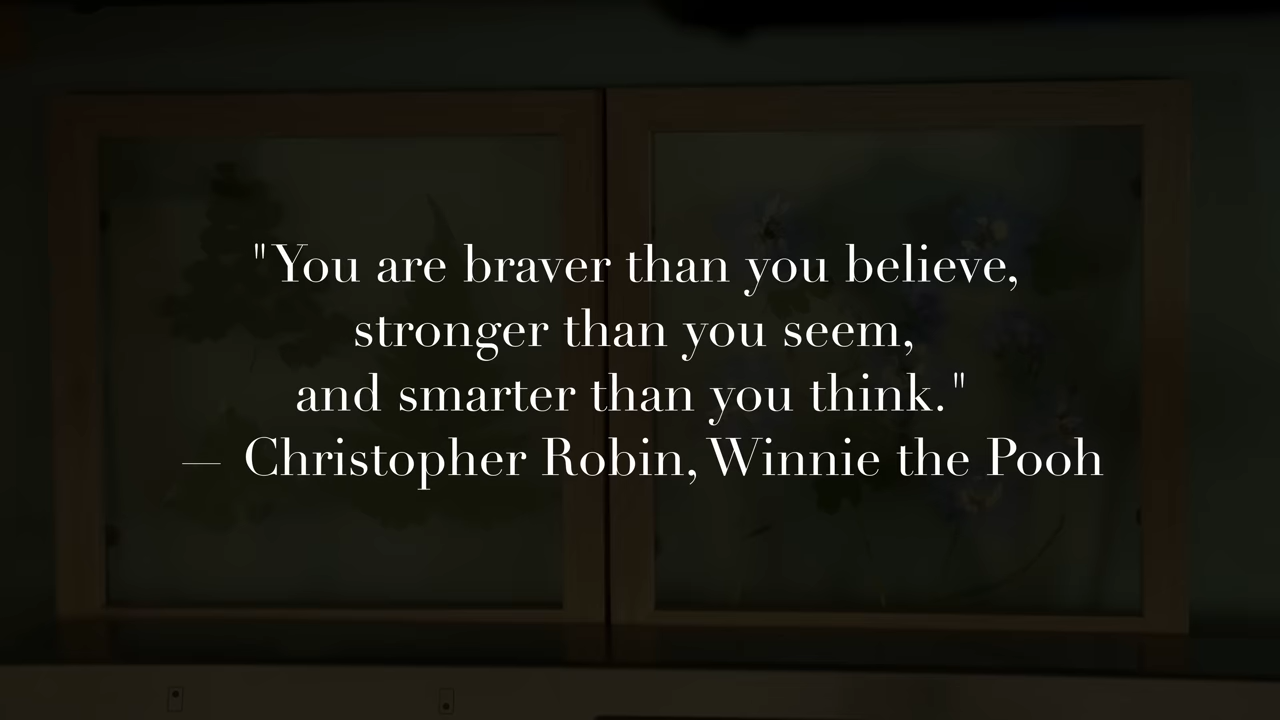 "You are braver than you believe,
stronger than you seem,
and smarter than you think."
— Christopher Robin, Winnie the Pooh